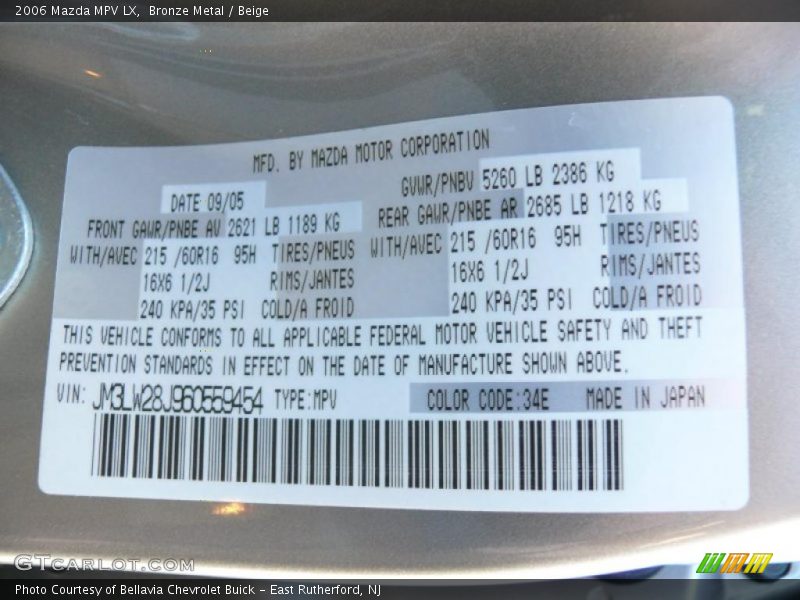 2006 Mazda MPV LX, Bronze Metal / Beige
MFD. BY MAZDA MOTOR CORPORATION
DATE 09/05
GVWR/PNBV 5260 LB 2386 KG
FRONT GAWR/PNBE AV 2621 LB 1189 KG
REAR GAWR/PNBE AR 2685 LB 1218 KG
WITH/AVEC 215 /60R16 95H TIRES/PNEUS
WITH/AVEC 215 /60R16 95H TIRES/PNEUS
16X6 1/2J RIMS/JANTES
16X6 1/2J RIMS/JANTES
240 KPA/35 PSI COLD/A FROID
240 KPA/35 PSI COLD/A FROID
THIS VEHICLE CONFORMS TO ALL APPLICABLE FEDERAL MOTOR VEHICLE SAFETY AND THEFT
PREVENTION STANDARDS IN EFFECT ON THE DATE OF MANUFACTURE SHOWN ABOVE.
VIN: JM3LW28J960559454 TYPE:MPV COLOR CODE:34E MADE IN JAPAN
GCARLOT.COM
Photo Courtesy of Bellavia Chevrolet Buick - East Rutherford, NJ